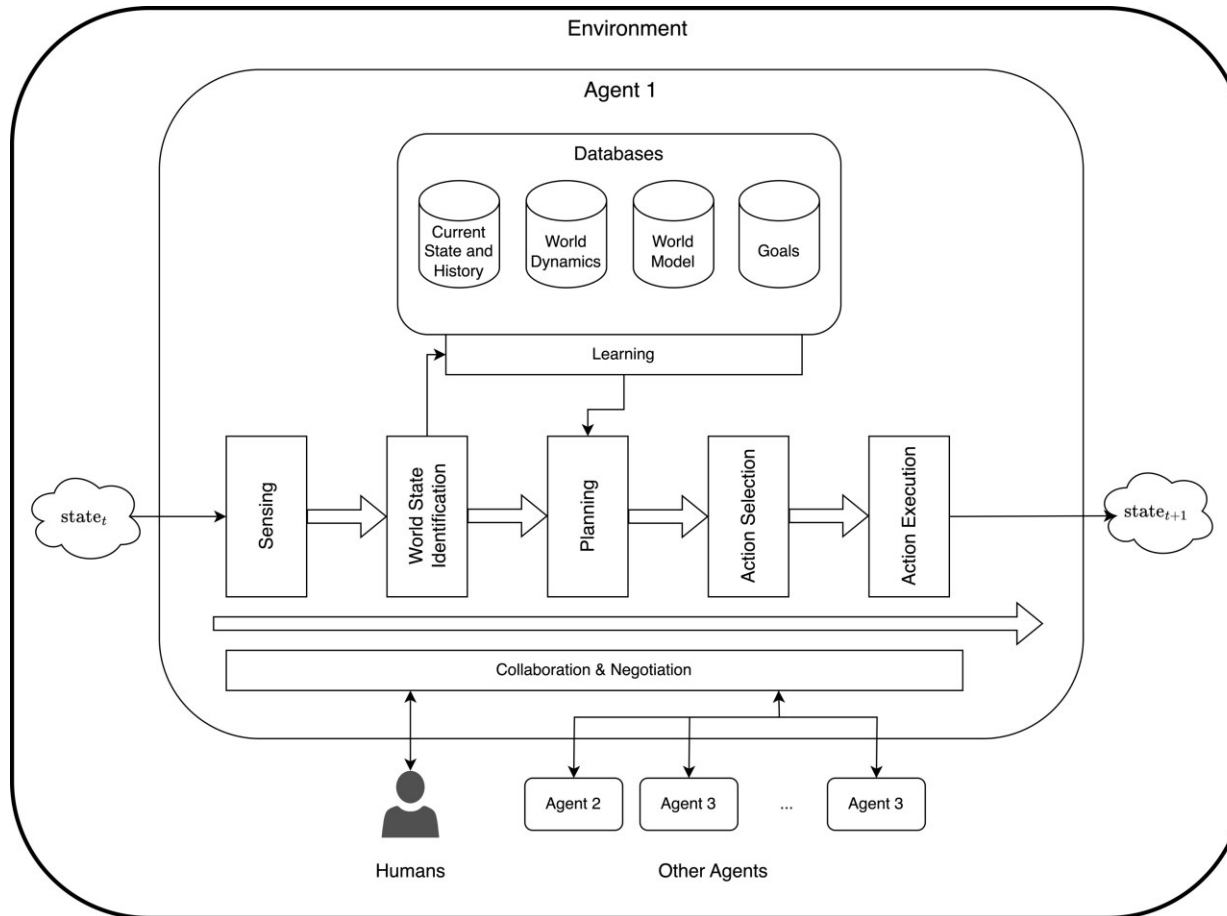 Environment
Agent 1
Databases
Current
State and
History
World
Dynamics
World
Model
Goals
Learning
state_t
Sensing
World State
Identification
Planning
Action Selection
Action Execution
state_{t+1}
Collaboration & Negotiation
Agent 2
Agent 3
...
Agent 3
Humans
Other Agents